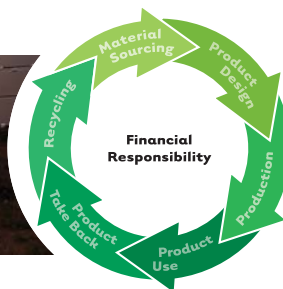 Material
Sourcing
Product
Design
Production
Product
Use
Product
Take Back
Recycling
Financial
Responsibility